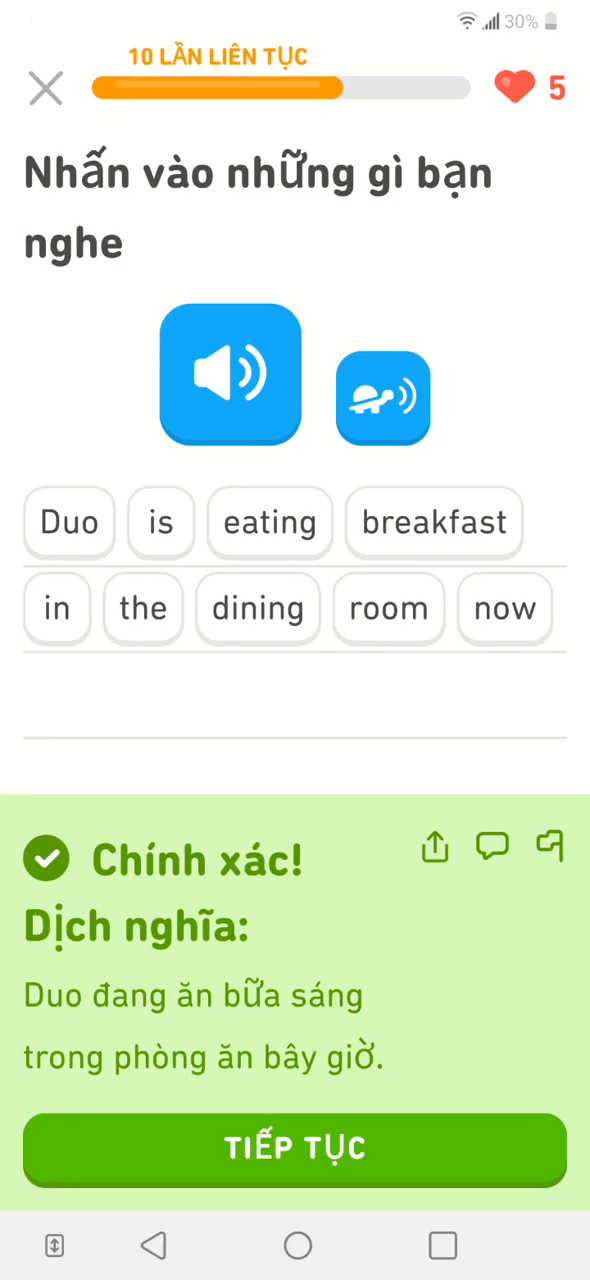 30%
10 LẦN LIÊN TỤC
5
Nhấn vào những gì bạn
nghe
Duo is eating breakfast
in the dining room now
Chính xác!
Dịch nghĩa:
Duo đang ăn bữa sáng
trong phòng ăn bây giờ.
TIẾP TỤC